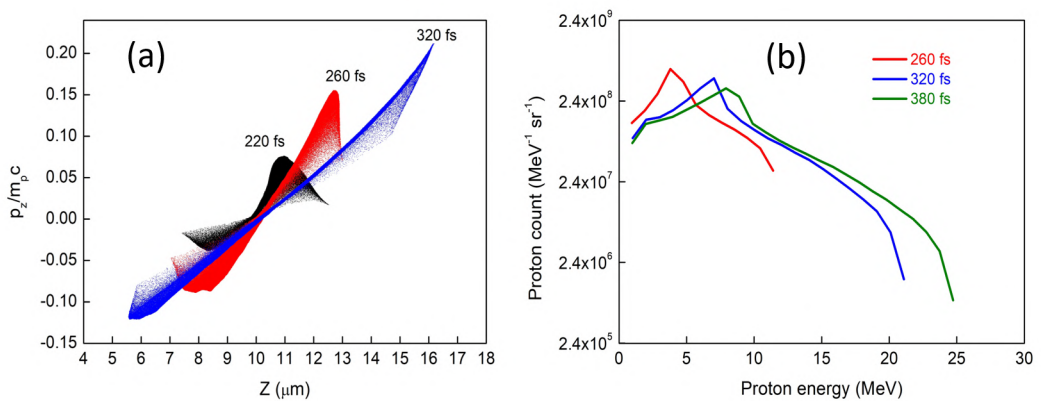 (a)
320 fs
260 fs
220 fs
0.20
0.15
0.10
0.05
0.00
-0.05
-0.10
-0.15
p_z/m_pc
4 5 6 7 8 9 10 11 12 13 14 15 16 17 18
Z (μm)
(b)
260 fs
320 fs
380 fs
2.4x10^9
2.4x10^8
2.4x10^7
2.4x10^6
2.4x10^5
Proton count (MeV^-1 sr^-1)
0 5 10 15 20 25 30
Proton energy (MeV)